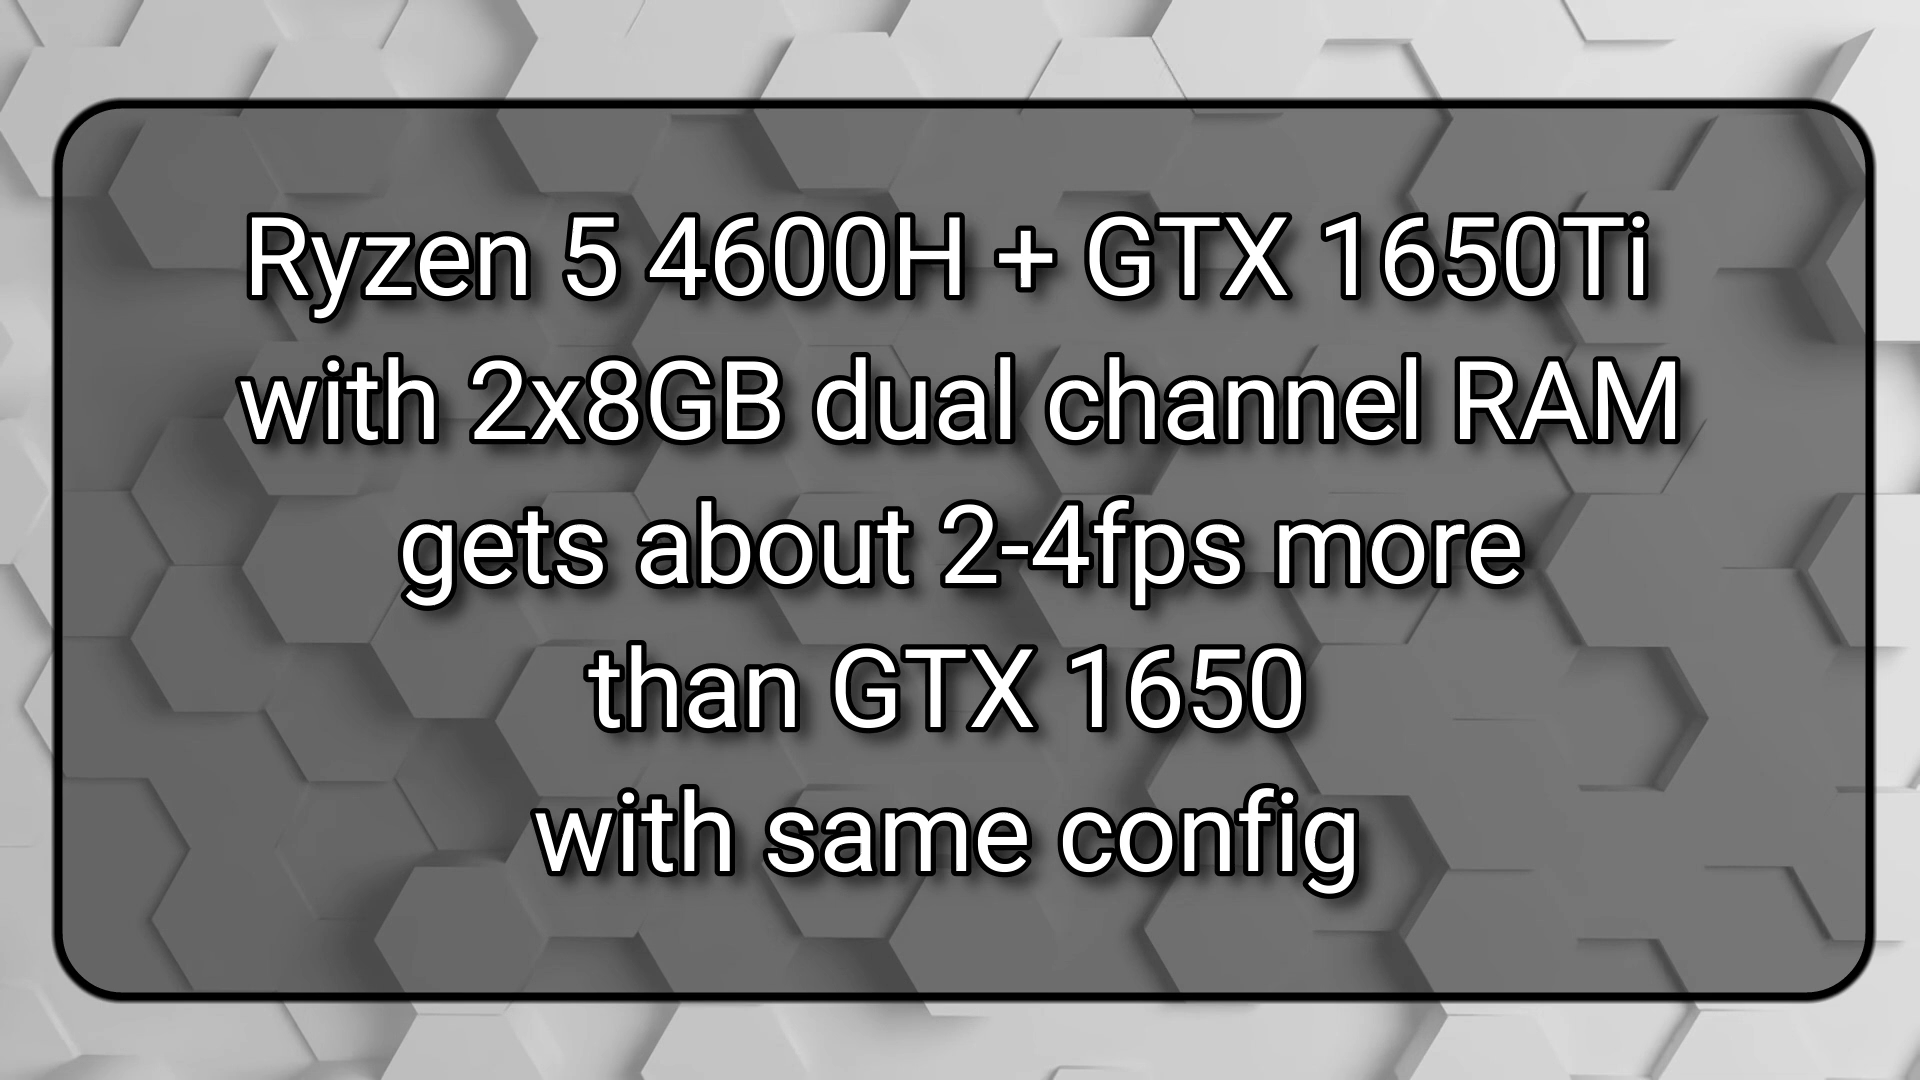 Ryzen 5 4600H + GTX 1650Ti
with 2x8GB dual channel RAM
gets about 2-4fps more
than GTX 1650
with same config